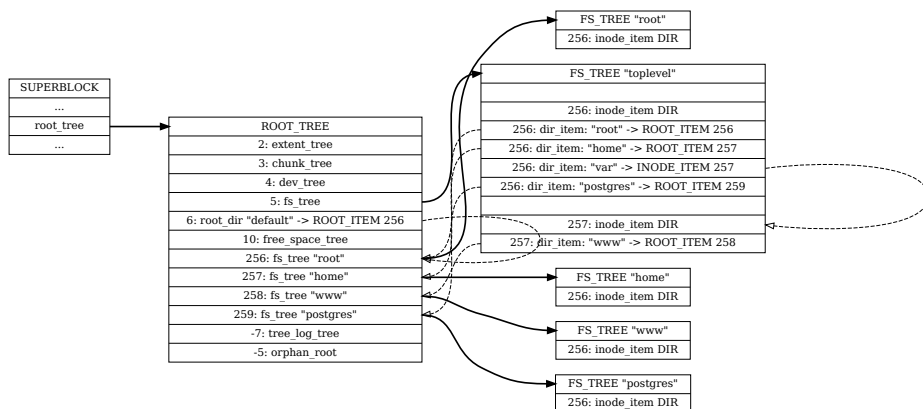 SUPERBLOCK
...
root_tree
...
ROOT_TREE
2: extent_tree
3: chunk_tree
4: dev_tree
5: fs_tree
6: root_dir "default" -> ROOT_ITEM 256
10: free_space_tree
256: fs_tree "root"
257: fs_tree "home"
258: fs_tree "www"
259: fs_tree "postgres"
-7: tree_log_tree
-5: orphan_root
FS_TREE "root"
256: inode_item DIR
FS_TREE "toplevel"
256: inode_item DIR
256: dir_item: "root" -> ROOT_ITEM 256
256: dir_item: "home" -> ROOT_ITEM 257
256: dir_item: "var" -> INODE_ITEM 257
256: dir_item: "postgres" -> ROOT_ITEM 259
257: inode_item DIR
257: dir_item: "www" -> ROOT_ITEM 258
FS_TREE "home"
256: inode_item DIR
FS_TREE "www"
256: inode_item DIR
FS_TREE "postgres"
256: inode_item DIR